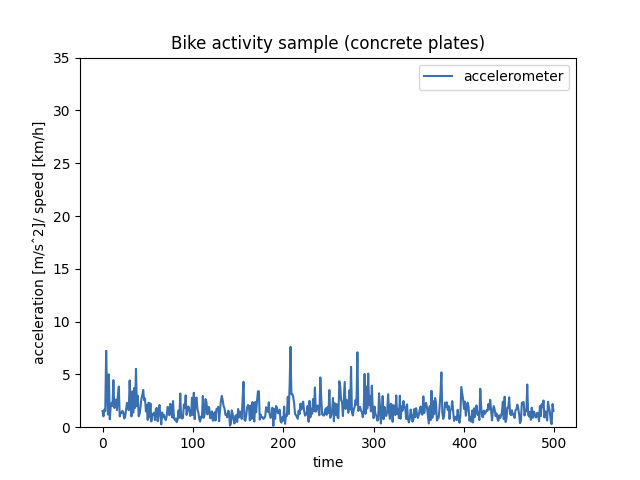 Bike activity sample (concrete plates)
accelerometer
acceleration [m/sˆ2]/ speed [km/h]
35
30
25
20
15
10
5
0
0 100 200 300 400 500
time